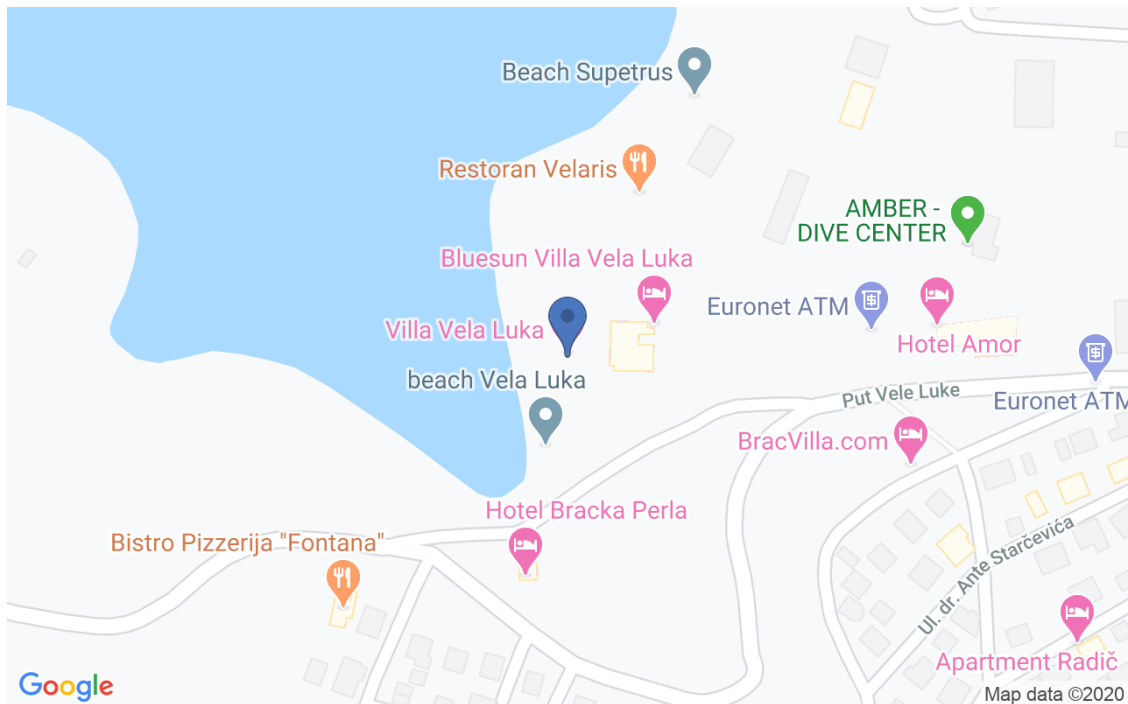 Beach Supetrus
Restoran Velaris
AMBER -
DIVE CENTER
Bluesun Villa Vela Luka
Euronet ATM
Villa Vela Luka
Hotel Amor
beach Vela Luka
Put Vele Luke
Euronet ATM
BracVilla.com
Hotel Bracka Perla
Bistro Pizzerija "Fontana"
Ul. dr. Ante Starčevića
Apartment Radič
Google
Map data ©2020